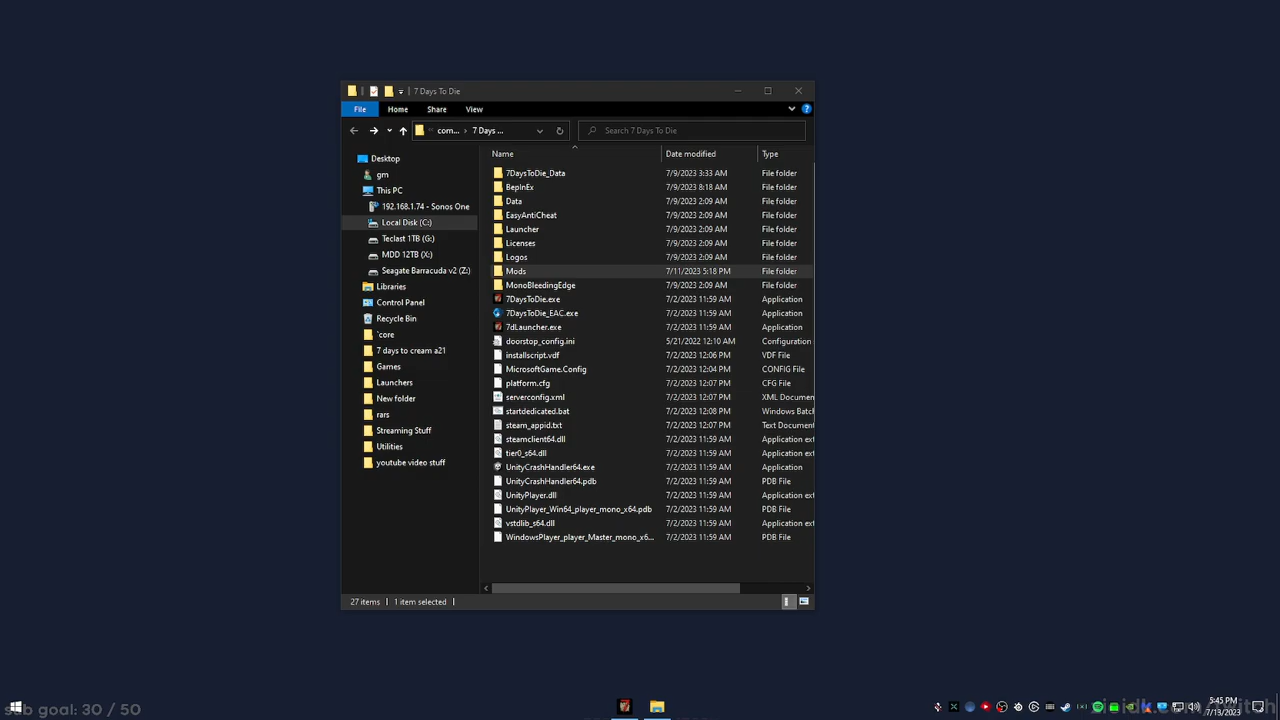 7 Days To Die
File Home Share View
com... 7 Days ... Search 7 Days To Die
Name Date modified Type
Desktop
gm
This PC
192.168.1.74 - Sonos One
Local Disk (C:)
Teclast 1TB (G:)
MDD 12TB (X:)
Seagate Barracuda v2 (Z:)
Libraries
Control Panel
Recycle Bin
`core
7 days to cream a21
Games
Launchers
New folder
rars
Streaming Stuff
Utilities
youtube video stuff
7DaysToDie_Data 7/9/2023 3:33 AM File folder
BepInEx 7/9/2023 8:18 AM File folder
Data 7/9/2023 2:09 AM File folder
EasyAntiCheat 7/9/2023 2:09 AM File folder
Launcher 7/9/2023 2:09 AM File folder
Licenses 7/9/2023 2:09 AM File folder
Logos 7/9/2023 2:09 AM File folder
Mods 7/11/2023 5:18 PM File folder
MonoBleedingEdge 7/9/2023 2:09 AM File folder
7DaysToDie.exe 7/2/2023 11:59 AM Application
7DaysToDie_EAC.exe 7/2/2023 11:59 AM Application
7dLauncher.exe 7/2/2023 11:59 AM Application
doorstop_config.ini 5/21/2022 12:10 AM Configuration
installscript.vdf 7/2/2023 12:06 PM VDF File
MicrosoftGame.Config 7/2/2023 12:04 PM CONFIG File
platform.cfg 7/2/2023 12:07 PM CFG File
serverconfig.xml 7/2/2023 12:07 PM XML Documen
startdedicated.bat 7/2/2023 12:08 PM Windows Batc
steam_appid.txt 7/2/2023 12:07 PM Text Documen
steamclient64.dll 7/2/2023 11:59 AM Application ext
tier0_s64.dll 7/2/2023 11:59 AM Application ext
UnityCrashHandler64.exe 7/2/2023 11:59 AM Application
UnityCrashHandler64.pdb 7/2/2023 11:59 AM PDB File
UnityPlayer.dll 7/2/2023 11:59 AM Application ext
UnityPlayer_Win64_player_mono_x64.pdb 7/2/2023 11:59 AM PDB File
vstdlib_s64.dll 7/2/2023 11:59 AM Application ext
WindowsPlayer_player_Master_mono_x6... 7/2/2023 11:59 AM PDB File
27 items 1 item selected
sub goal: 30 / 50
5:45 PM
7/13/2023